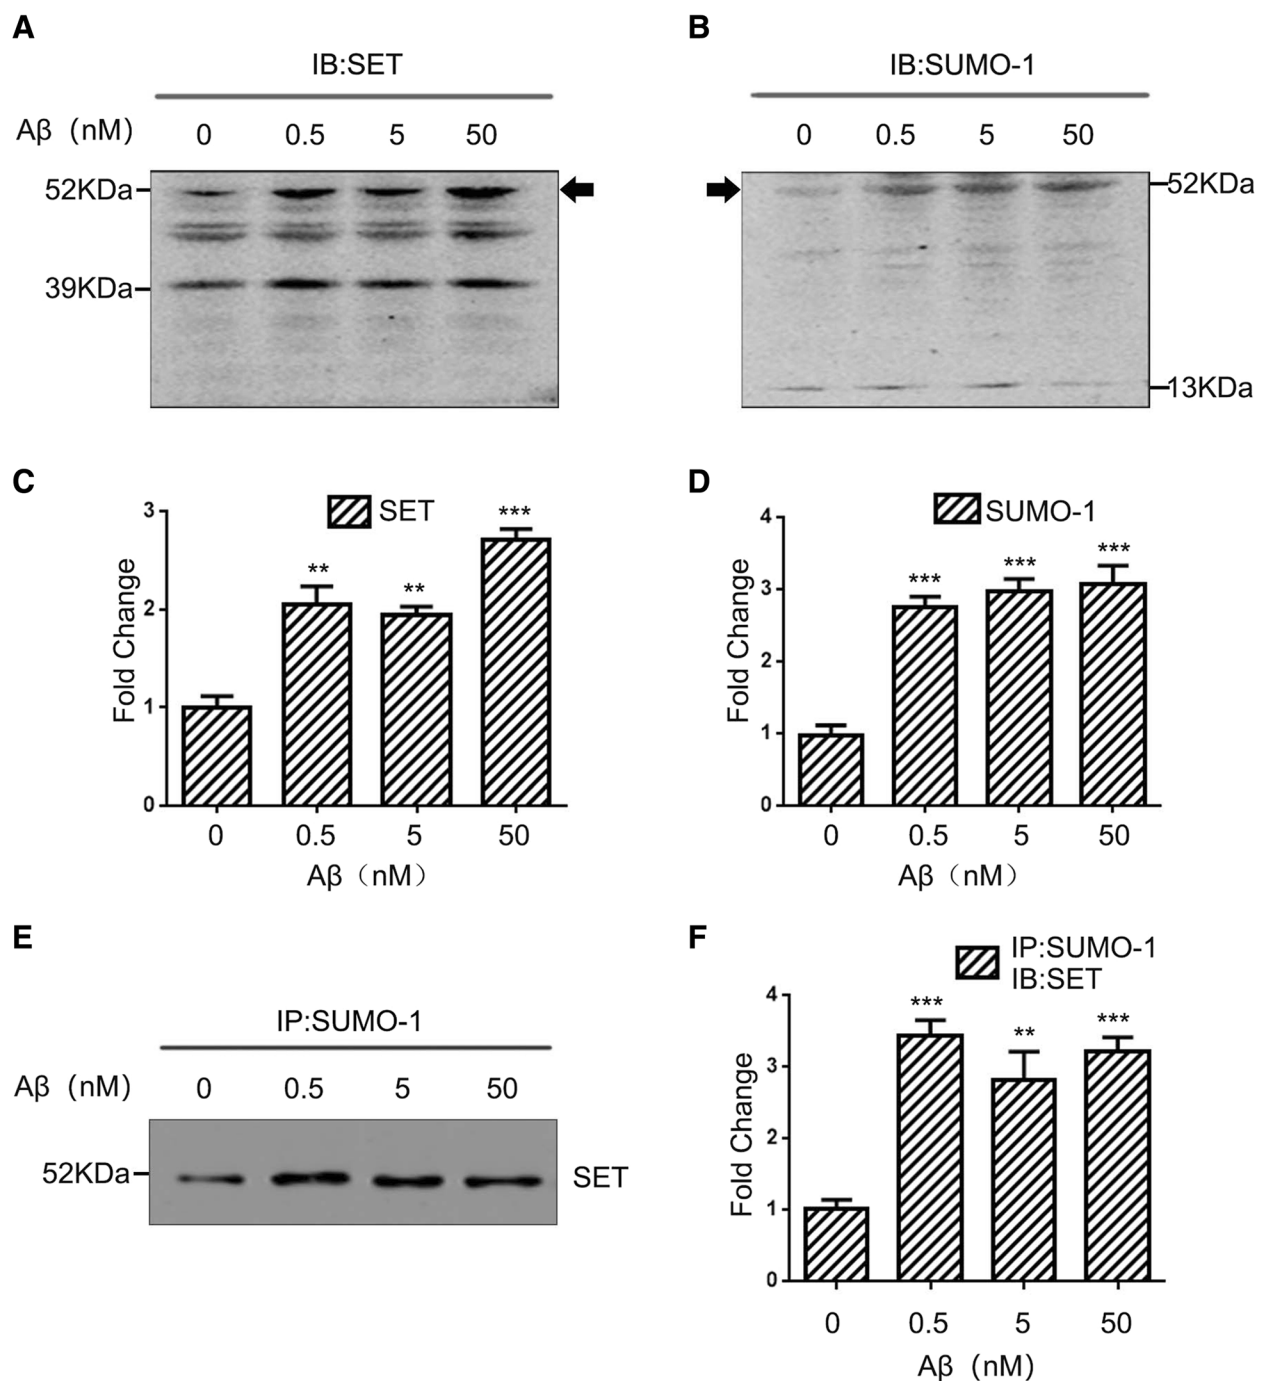 A
IB:SET
Aβ (nM) 0 0.5 5 50
52KDa
39KDa
B
IB:SUMO-1
0 0.5 5 50
52KDa
13KDa
C
SET
Fold Change
3
2
1
0
**
**
***
0 0.5 5 50
Aβ (nM)
D
SUMO-1
Fold Change
4
3
2
1
0
***
***
***
0 0.5 5 50
Aβ (nM)
E
IP:SUMO-1
Aβ (nM) 0 0.5 5 50
52KDa
SET
F
IP:SUMO-1
IB:SET
Fold Change
4
3
2
1
0
***
**
***
0 0.5 5 50
Aβ (nM)